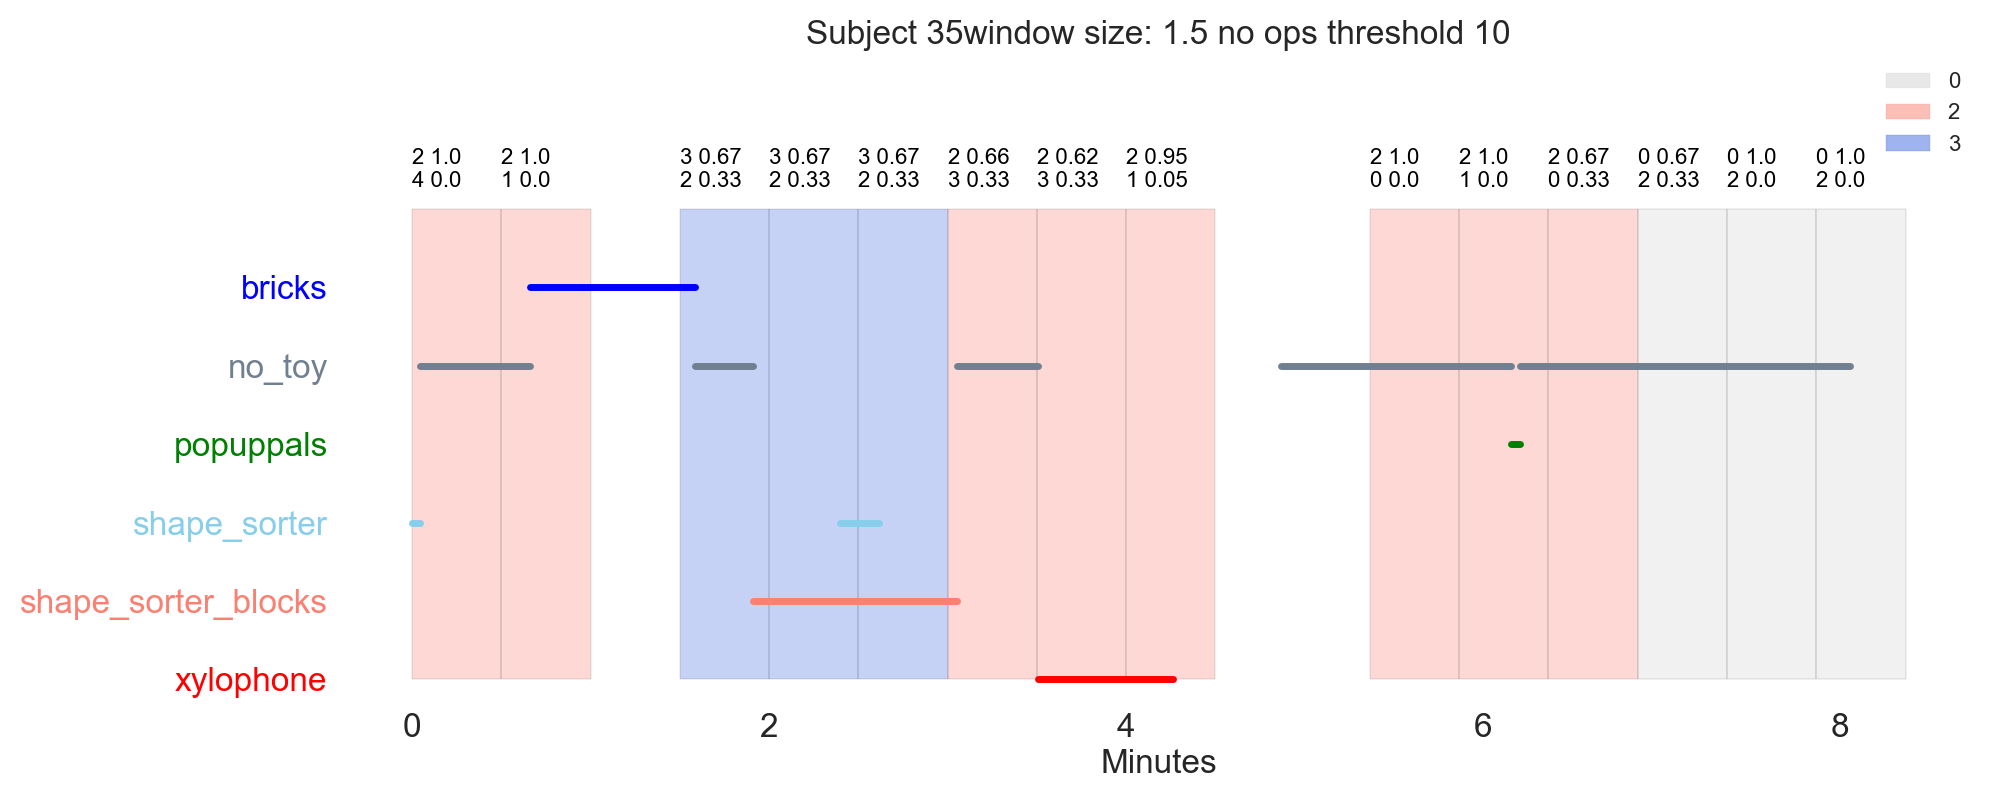 Subject 35window size: 1.5 no ops threshold 10
0
2
3
2 1.0 2 1.0 3 0.67 3 0.67 3 0.67 2 0.66 2 0.62 2 0.95 2 1.0 2 1.0 2 0.67 0 0.67 0 1.0 0 1.0
4 0.0 1 0.0 2 0.33 2 0.33 2 0.33 3 0.33 3 0.33 1 0.05 0 0.0 1 0.0 0 0.33 2 0.33 2 0.0 2 0.0
bricks
no_toy
popuppals
shape_sorter
shape_sorter_blocks
xylophone
0 2 4 6 8
Minutes